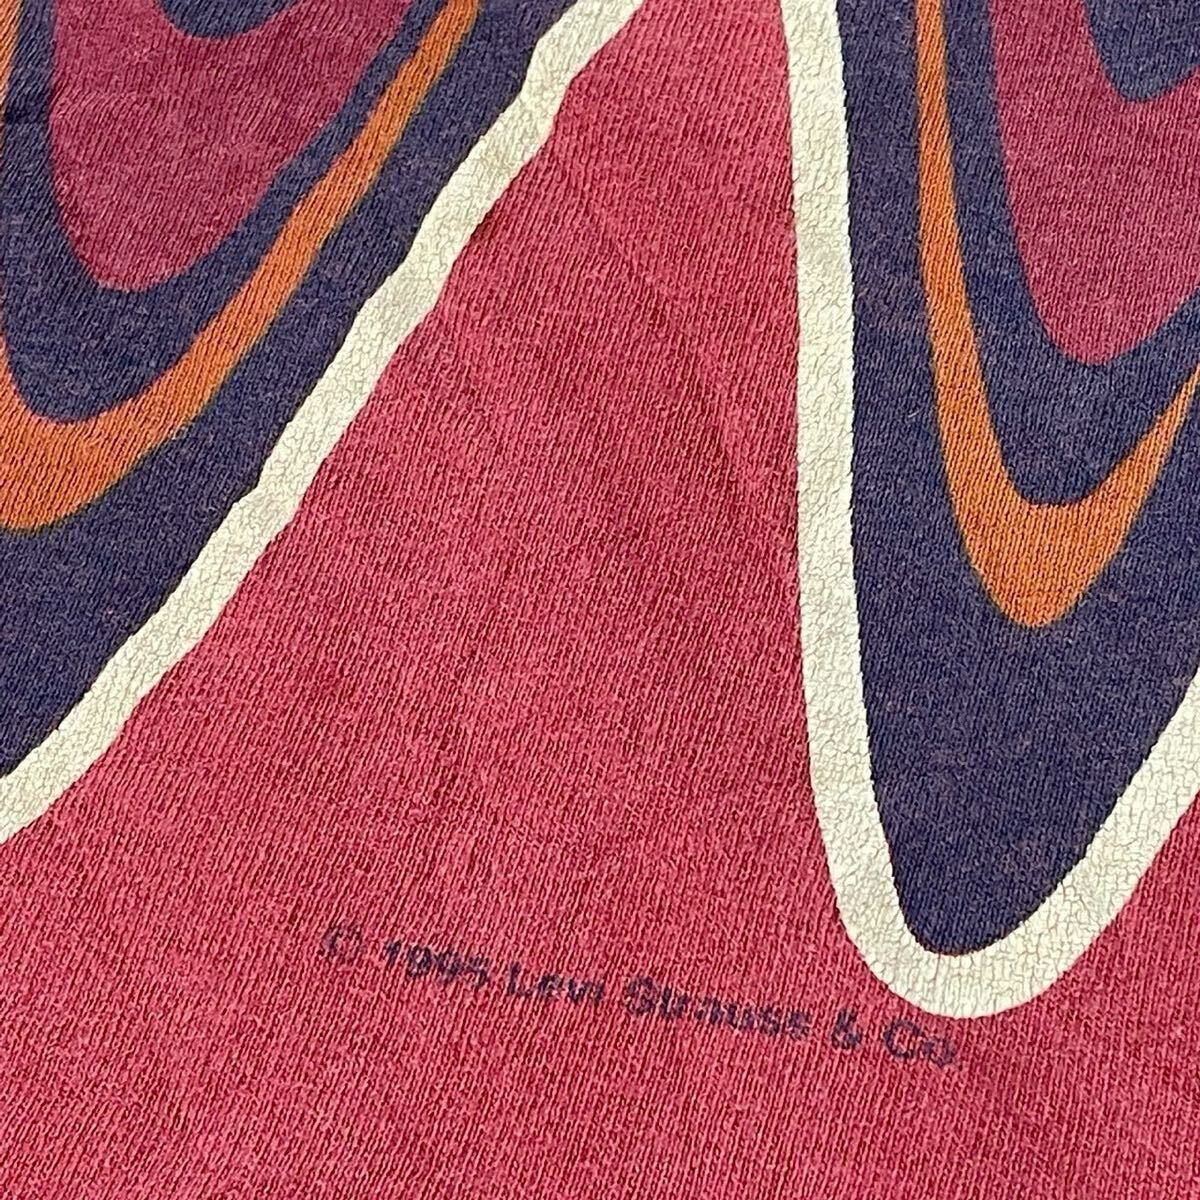 © 1995 Levi Strauss & Co.